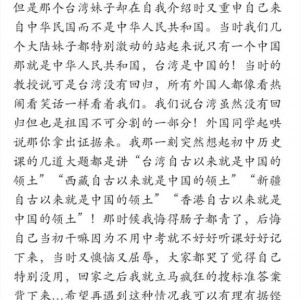 但是那个台湾妹子却在自我介绍时又重申自己来
自中华民国而不是中华人民共和国。当时我们几
个大陆妹子都特别激动的站起来说只有一个中国
那就是中华人民共和国，台湾是中国的！当时的
教授说可是台湾没有回归，所有外国人都像看热
闹看笑话一样看着我们。我们说台湾虽然没有回
归但也是祖国不可分割的一部分！外国同学起哄
说那你拿出证据来。我那一刻突然想起初中历史
课的几道大题都是讲“台湾自古以来就是中国的
领土”“西藏自古以来就是中国的领土”“新疆
自古以来就是中国的领土”“香港自古以来就是
中国的领土”！那时候我悔得肠子都青了，后悔
自己当初干嘛因为不用中考就不好好听课好好记
下来，当时又懊恼又屈辱，大家都哭了觉得自己
特别没用，回家之后我就立马疯狂的搜标准答案
背下来...希望再遇到这种情况我可以有理有据铿